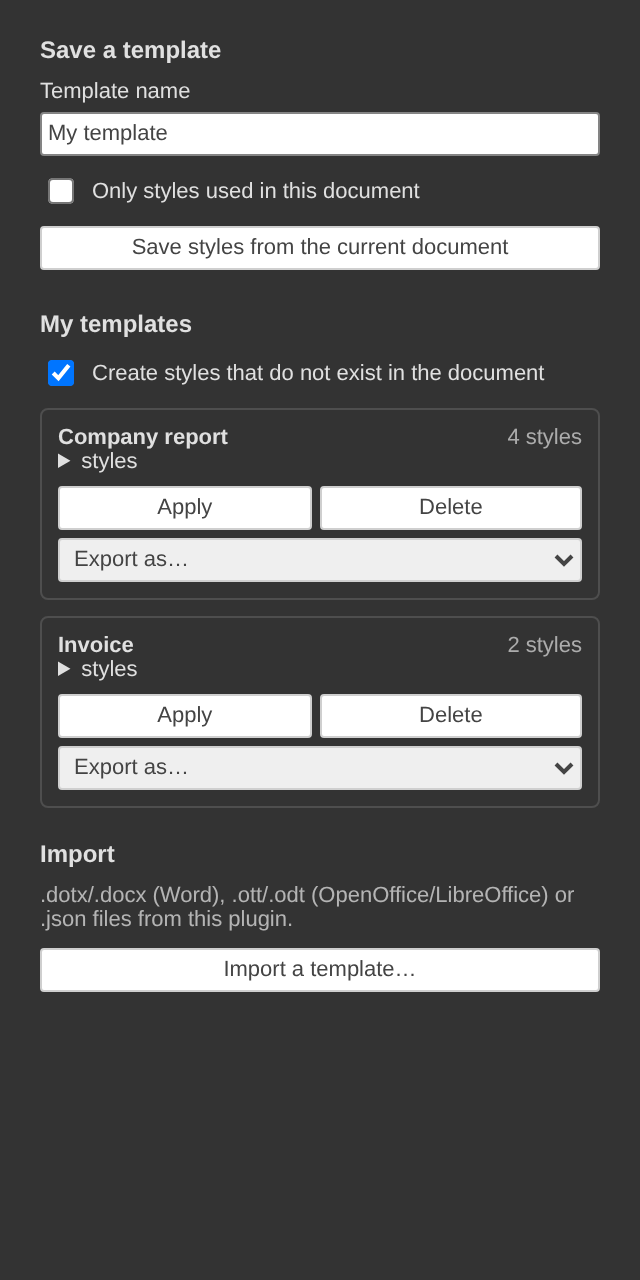 Save a template
Template name
My template
Only styles used in this document
Save styles from the current document
My templates
Create styles that do not exist in the document
Company report 4 styles
styles
Apply Delete
Export as…
Invoice 2 styles
styles
Apply Delete
Export as…
Import
.dotx/.docx (Word), .ott/.odt (OpenOffice/LibreOffice) or
.json files from this plugin.
Import a template…